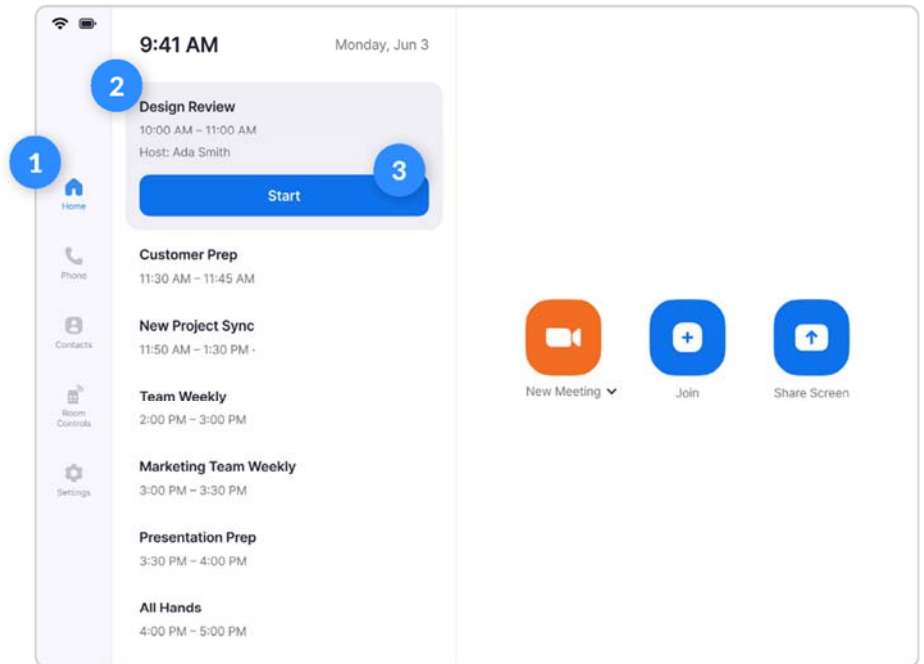 9:41 AM
Monday, Jun 3
2
Design Review
10:00 AM – 11:00 AM
Host: Ada Smith
1
3
Start
Home
Customer Prep
11:30 AM – 11:45 AM
Phone
New Project Sync
11:50 AM – 1:30 PM -
Contacts
Team Weekly
2:00 PM – 3:00 PM
Room
Controls
Marketing Team Weekly
3:00 PM – 3:30 PM
Settings
Presentation Prep
3:30 PM – 4:00 PM
All Hands
4:00 PM – 5:00 PM
New Meeting
Join
Share Screen